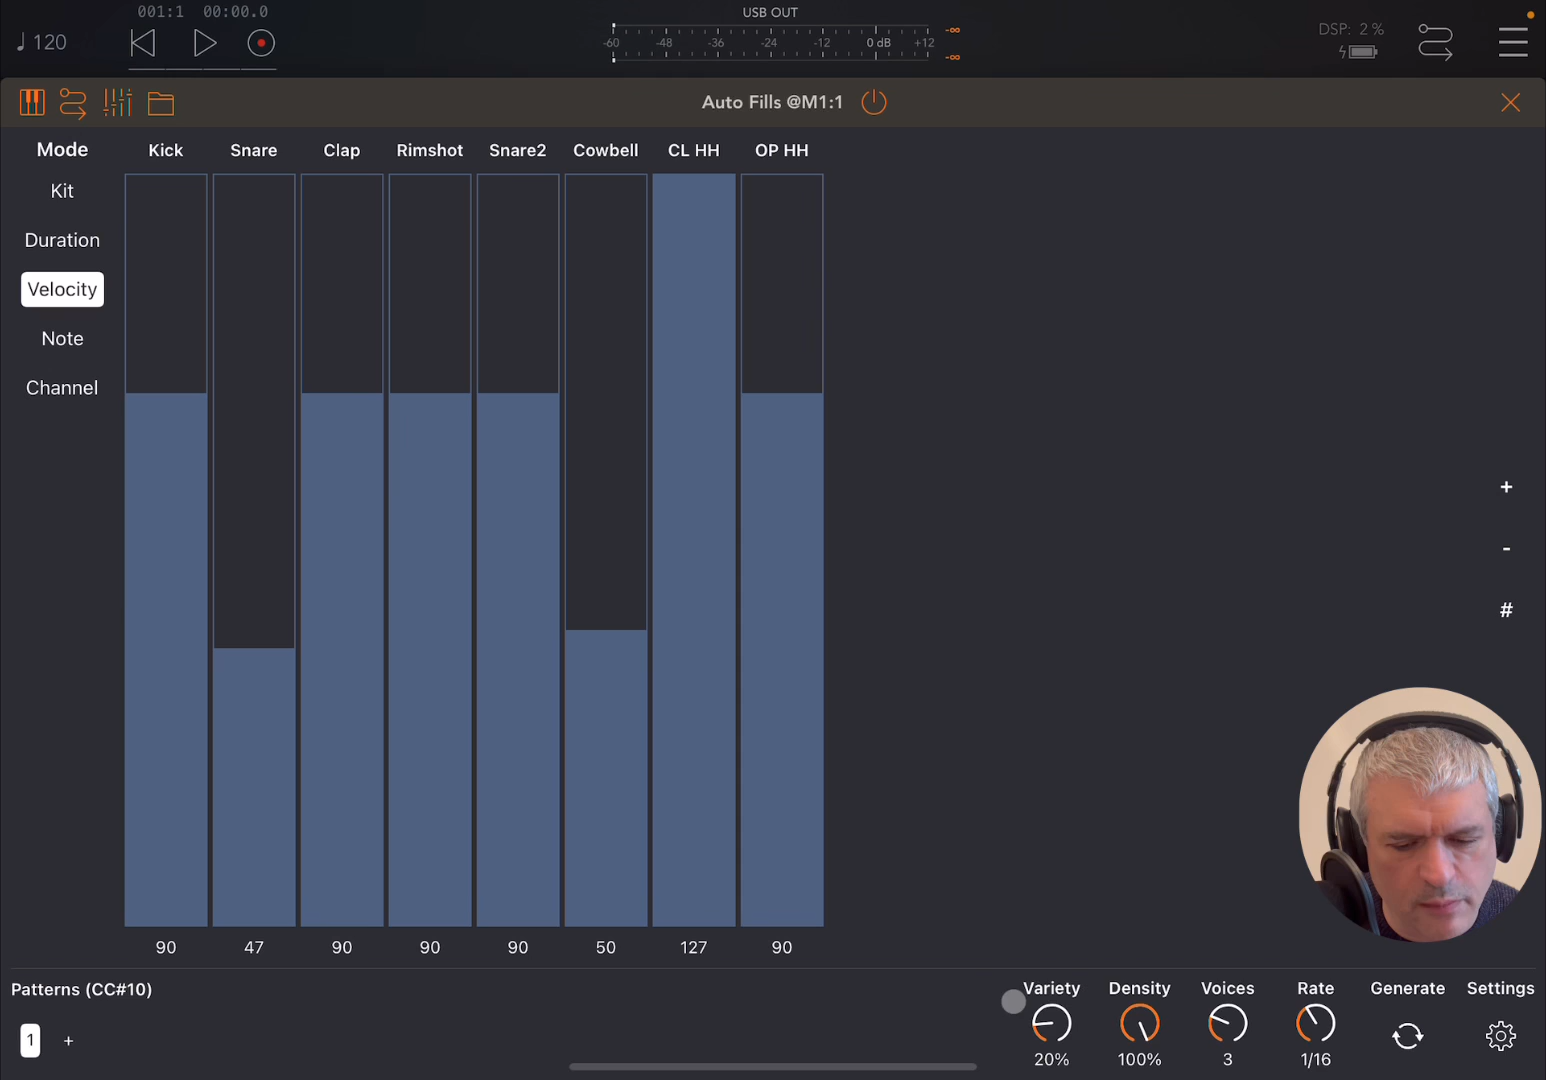 001:1 00:00.0
120
USB OUT
-60 -48 -36 -24 -12 0 dB +12
-∞
-∞
DSP: 2 %
Auto Fills @M1:1
Mode
Kit
Duration
Velocity
Note
Channel
Kick Snare Clap Rimshot Snare2 Cowbell CL HH OP HH
+
-
#
90 47 90 90 90 50 127 90
Patterns (CC#10)
1 +
Variety Density Voices Rate Generate Settings
20% 100% 3 1/16